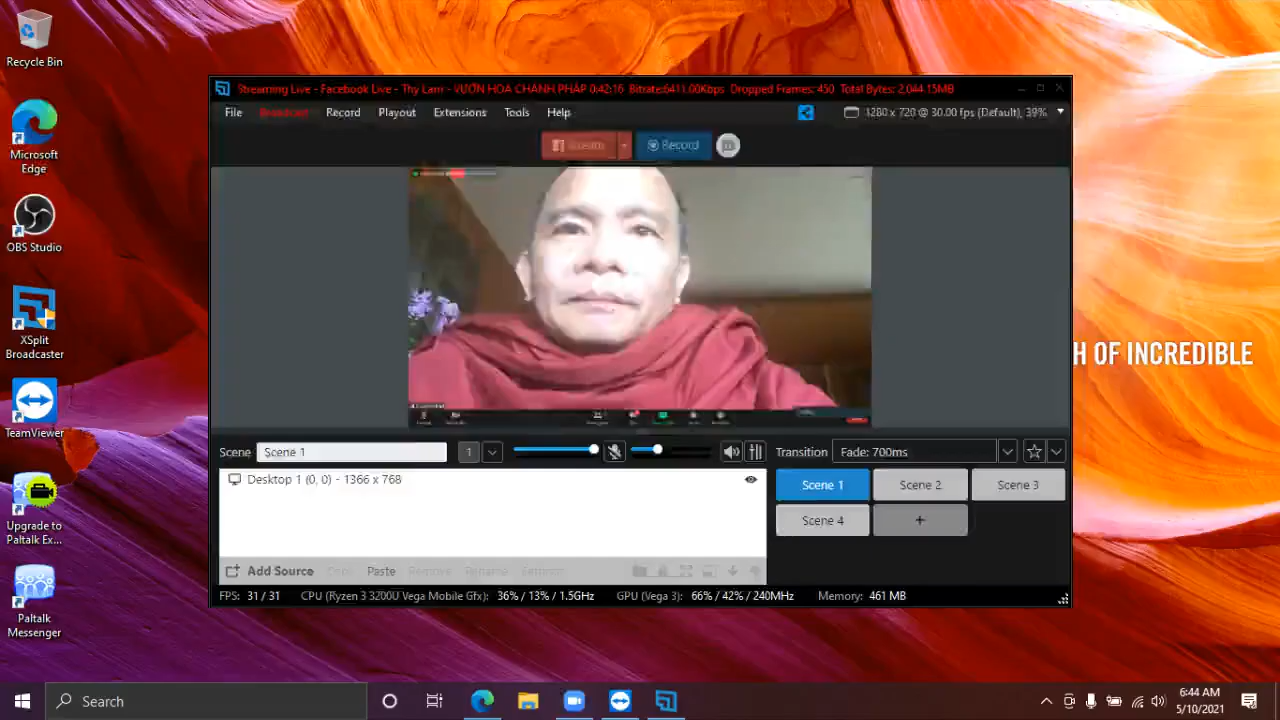 Recycle Bin
Microsoft
Edge
OBS Studio
XSplit
Broadcaster
TeamViewer
Upgrade to
Paltalk Ex...
Paltalk
Messenger
Streaming Live - Facebook Live - Thy Lam - VƯỜN HOA CHÁNH PHÁP 0:42:16 Bitrate:6411.00Kbps Dropped Frames: 450 Total Bytes: 2,044.15MB
File Broadcast Record Playout Extensions Tools Help
1280 x 720 @ 30.00 fps (Default), 39%
Stream Record
H OF INCREDIBLE
Scene Scene 1 1
Transition Fade: 700ms
Desktop 1 (0, 0) - 1366 x 768
Scene 1 Scene 2 Scene 3
Scene 4 +
Add Source Copy Paste Remove Rename Settings
FPS: 31 / 31 CPU (Ryzen 3 3200U Vega Mobile Gfx): 36% / 13% / 1.5GHz GPU (Vega 3): 66% / 42% / 240MHz Memory: 461 MB
Search
6:44 AM
5/10/2021